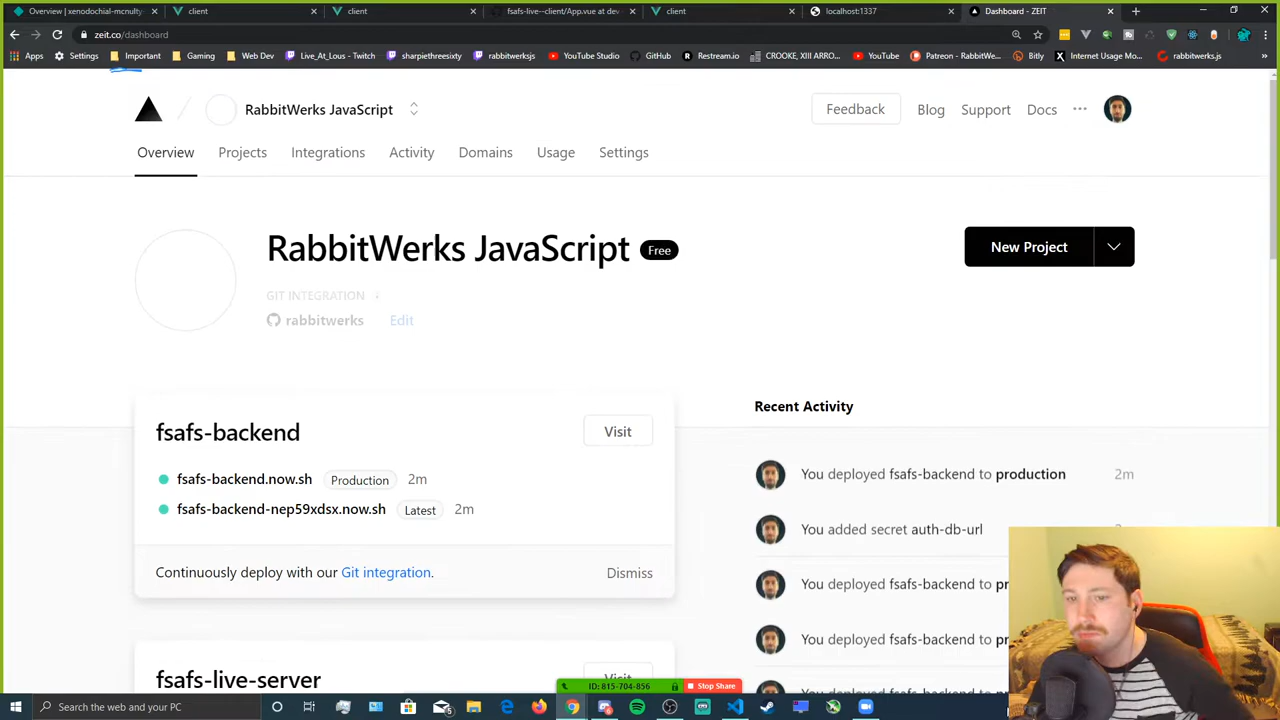 Overview | xenodochial-mcnulty
client
client
fsafs-live--client/App.vue at dev
client
localhost:1337
Dashboard - ZEIT
zeit.co/dashboard
Apps
Settings
Important
Gaming
Web Dev
Live_At_Lous - Twitch
sharpiethreesixty
rabbitwerksjs
YouTube Studio
GitHub
Restream.io
CROOKE, XIII ARRO...
YouTube
Patreon - RabbitWe...
Bitly
Internet Usage Mo...
rabbitwerks.js
»
RabbitWerks JavaScript
Feedback
Blog
Support
Docs
Overview
Projects
Integrations
Activity
Domains
Usage
Settings
RabbitWerks JavaScript
Free
New Project
GIT INTEGRATION
rabbitwerks
Edit
fsafs-backend
Visit
fsafs-backend.now.sh
Production
2m
fsafs-backend-nep59xdsx.now.sh
Latest
2m
Continuously deploy with our Git integration.
Dismiss
fsafs-live-server
Recent Activity
You deployed fsafs-backend to production
2m
You added secret auth-db-url
You deployed fsafs-backend to
You deployed fsafs-backend to
ID: 815-704-856
Stop Share
Search the web and your PC